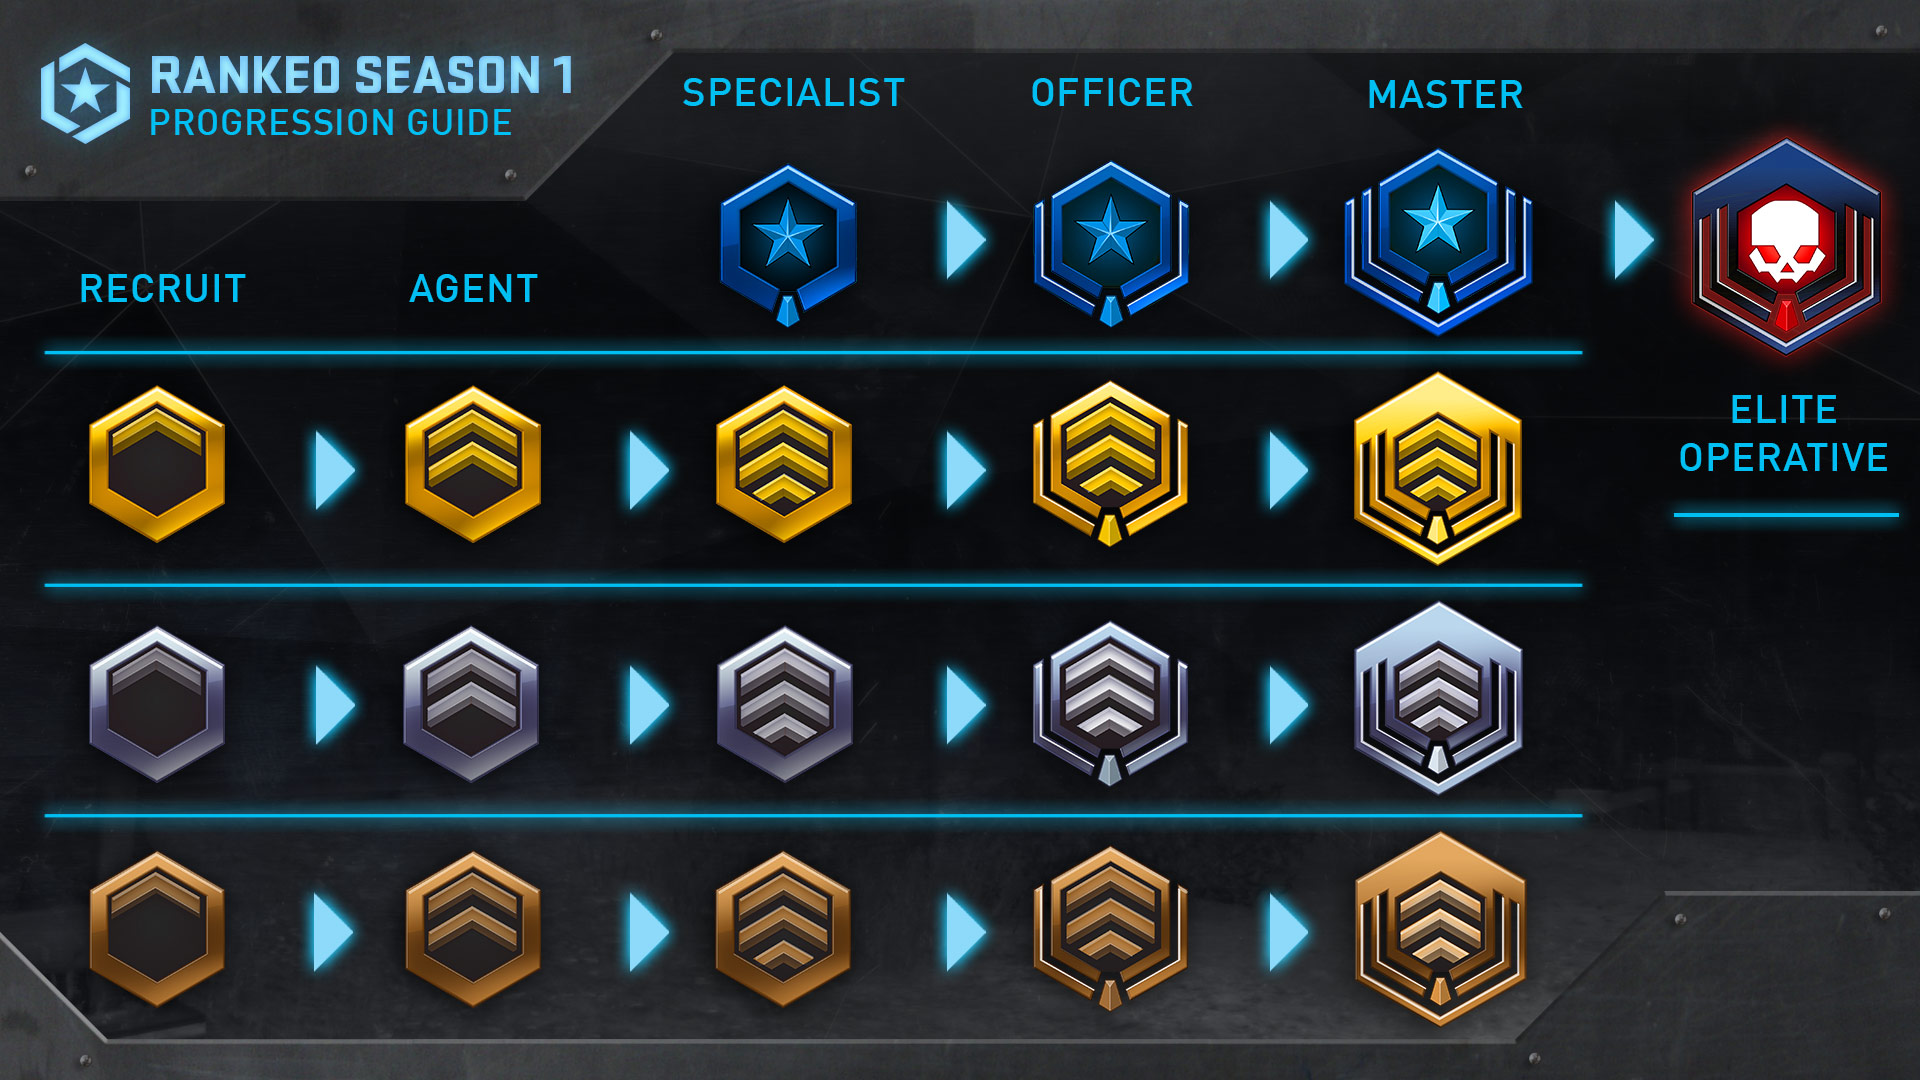 RANKED SEASON 1
PROGRESSION GUIDE
SPECIALIST
OFFICER
MASTER
RECRUIT
AGENT
ELITE
OPERATIVE